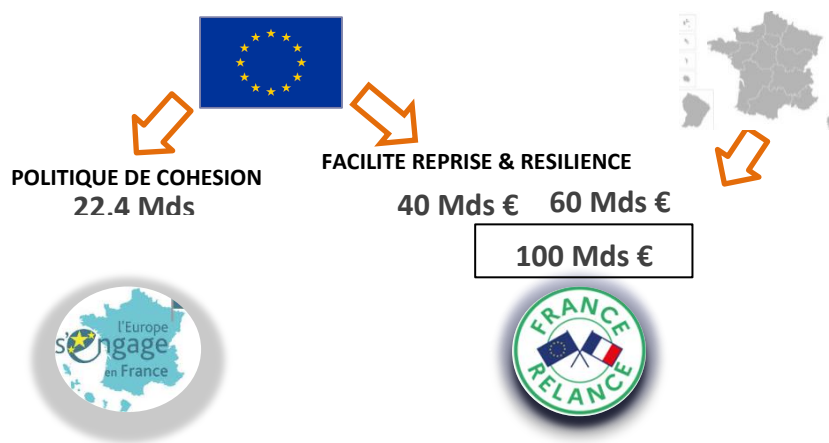 POLITIQUE DE COHESION
22.4 Mds
FACILITE REPRISE & RESILIENCE
40 Mds €
60 Mds €
100 Mds €
l'Europe
s'engage
en France
FRANCE
RELANCE